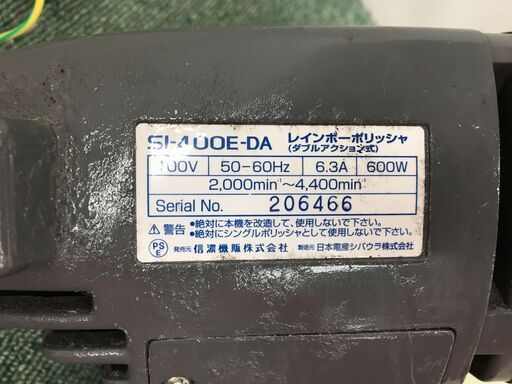 SI-400E-DA レインボーポリッシャ
(ダブルアクション式)
100V 50-60Hz 6.3A 600W
2,000min⁻¹~4,400min⁻¹
Serial No. 206466
⚠警告 ●絶対に本機を改造して、使用しないで下さい。
●絶対にシングルポリッシャとして使用しないで下さい。
PSE 発売元 信濃機販株式会社 製造元 日本電産シバウラ株式会社